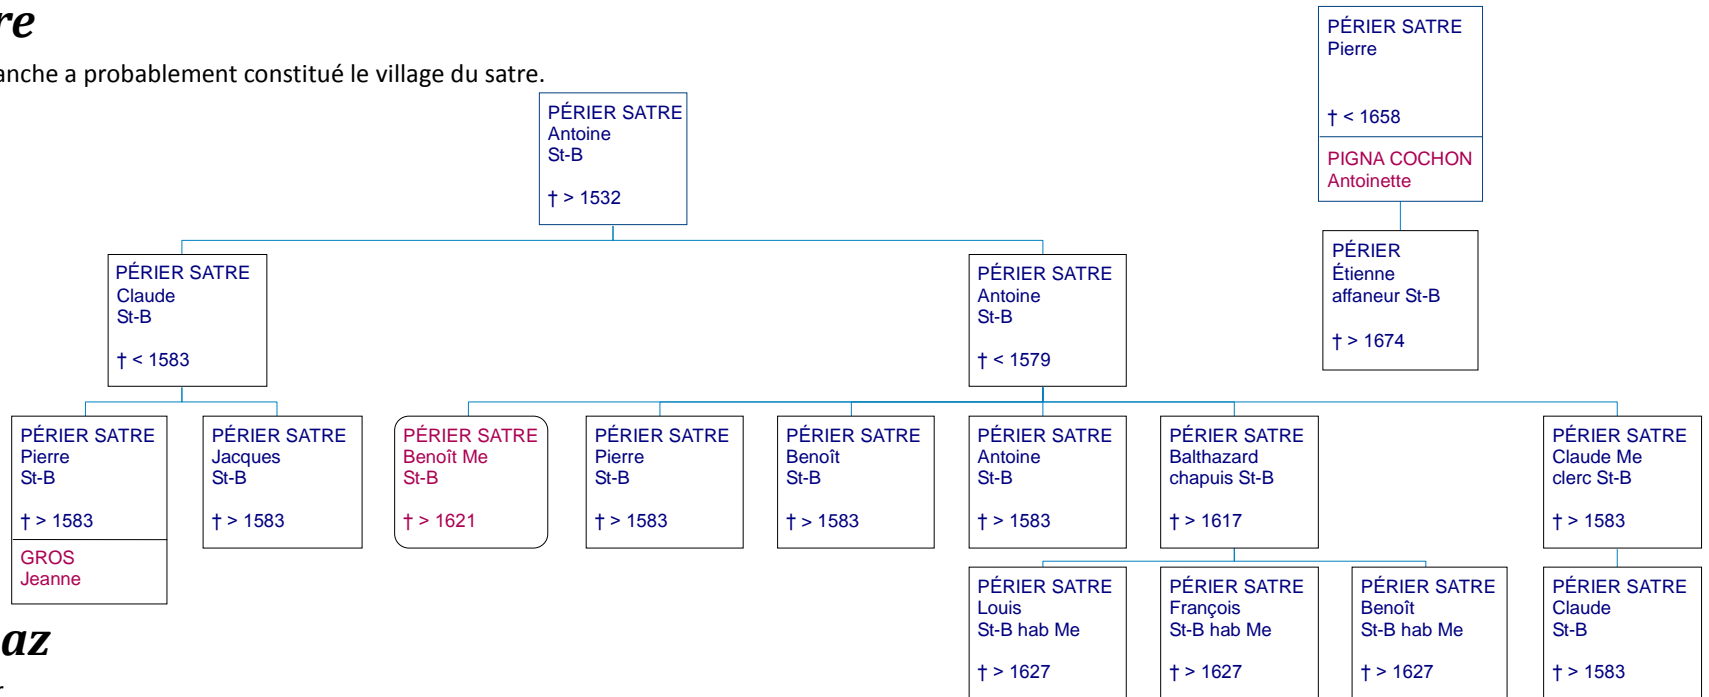 re
anche a probablement constitué le village du satre.
PÉRIER SATRE
Pierre
† < 1658
PIGNA COCHON
Antoinette
PÉRIER SATRE
Antoine
St-B
† > 1532
PÉRIER
Étienne
affaneur St-B
† > 1674
PÉRIER SATRE
Claude
St-B
† < 1583
PÉRIER SATRE
Antoine
St-B
† < 1579
PÉRIER SATRE
Pierre
St-B
† > 1583
GROS
Jeanne
PÉRIER SATRE
Jacques
St-B
† > 1583
PÉRIER SATRE
Benoît Me
St-B
† > 1621
PÉRIER SATRE
Pierre
St-B
† > 1583
PÉRIER SATRE
Benoît
St-B
† > 1583
PÉRIER SATRE
Antoine
St-B
† > 1583
PÉRIER SATRE
Balthazard
chapuis St-B
† > 1617
PÉRIER SATRE
Claude Me
clerc St-B
† > 1583
PÉRIER SATRE
Louis
St-B hab Me
† > 1627
PÉRIER SATRE
François
St-B hab Me
† > 1627
PÉRIER SATRE
Benoît
St-B hab Me
† > 1627
PÉRIER SATRE
Claude
St-B
† > 1583
az